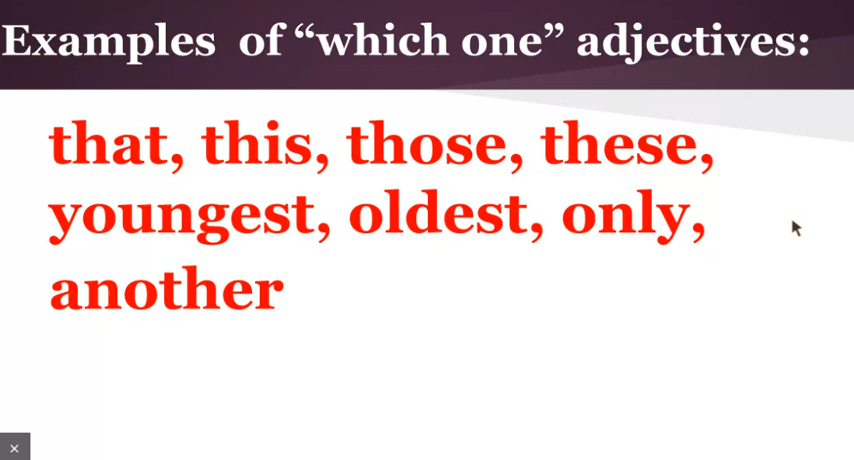 Examples of “which one” adjectives:
that, this, those, these,
youngest, oldest, only,
another